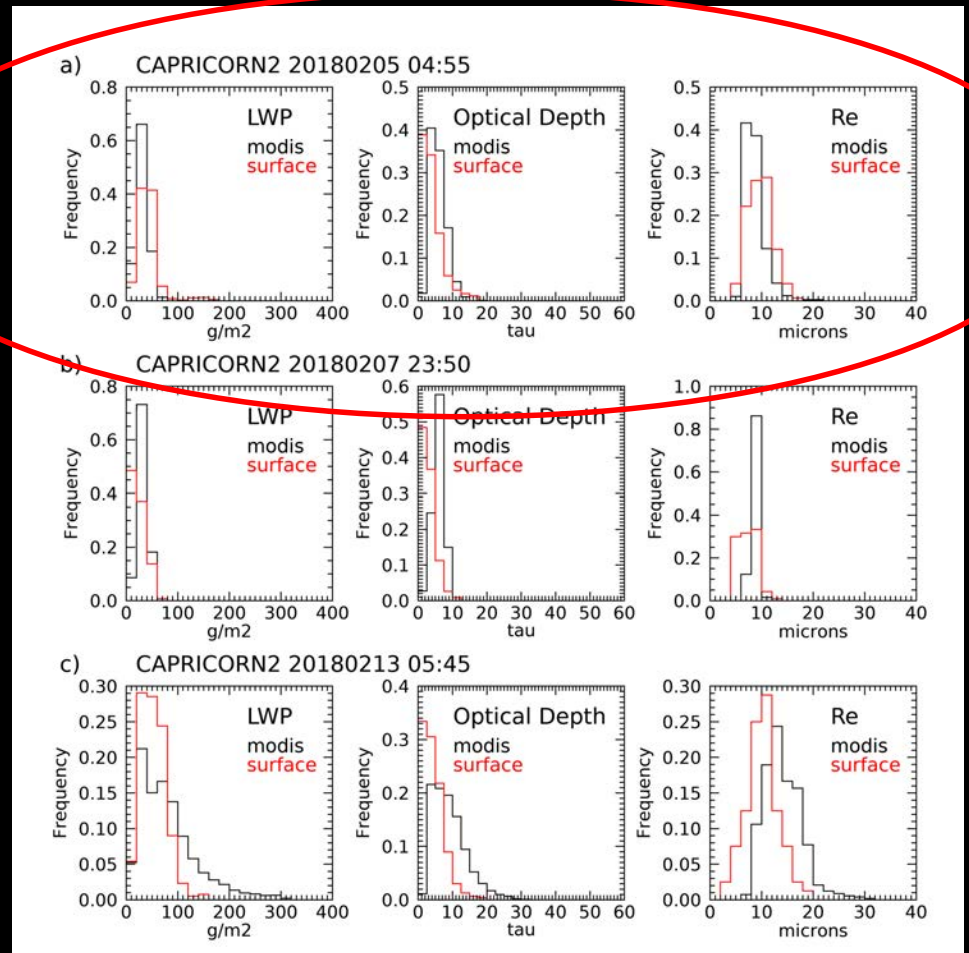 a) CAPRICORN2 20180205 04:55
0.8
0.6
0.4
0.2
0.0
Frequency
LWP
modis
surface
0 100 200 300 400
g/m2
0.5
0.4
0.3
0.2
0.1
0.0
Frequency
Optical Depth
modis
surface
0 10 20 30 40 50 60
tau
0.5
0.4
0.3
0.2
0.1
0.0
Frequency
Re
modis
surface
0 10 20 30 40
microns
b) CAPRICORN2 20180207 23:50
0.8
0.6
0.4
0.2
0.0
Frequency
LWP
modis
surface
0 100 200 300 400
g/m2
0.6
0.5
0.4
0.3
0.2
0.1
0.0
Frequency
Optical Depth
modis
surface
0 10 20 30 40 50 60
tau
1.0
0.8
0.6
0.4
0.2
0.0
Frequency
Re
modis
surface
0 10 20 30 40
microns
c) CAPRICORN2 20180213 05:45
0.30
0.25
0.20
0.15
0.10
0.05
0.00
Frequency
LWP
modis
surface
0 100 200 300 400
g/m2
0.4
0.3
0.2
0.1
0.0
Frequency
Optical Depth
modis
surface
0 10 20 30 40 50 60
tau
0.30
0.25
0.20
0.15
0.10
0.05
0.00
Frequency
Re
modis
surface
0 10 20 30 40
microns